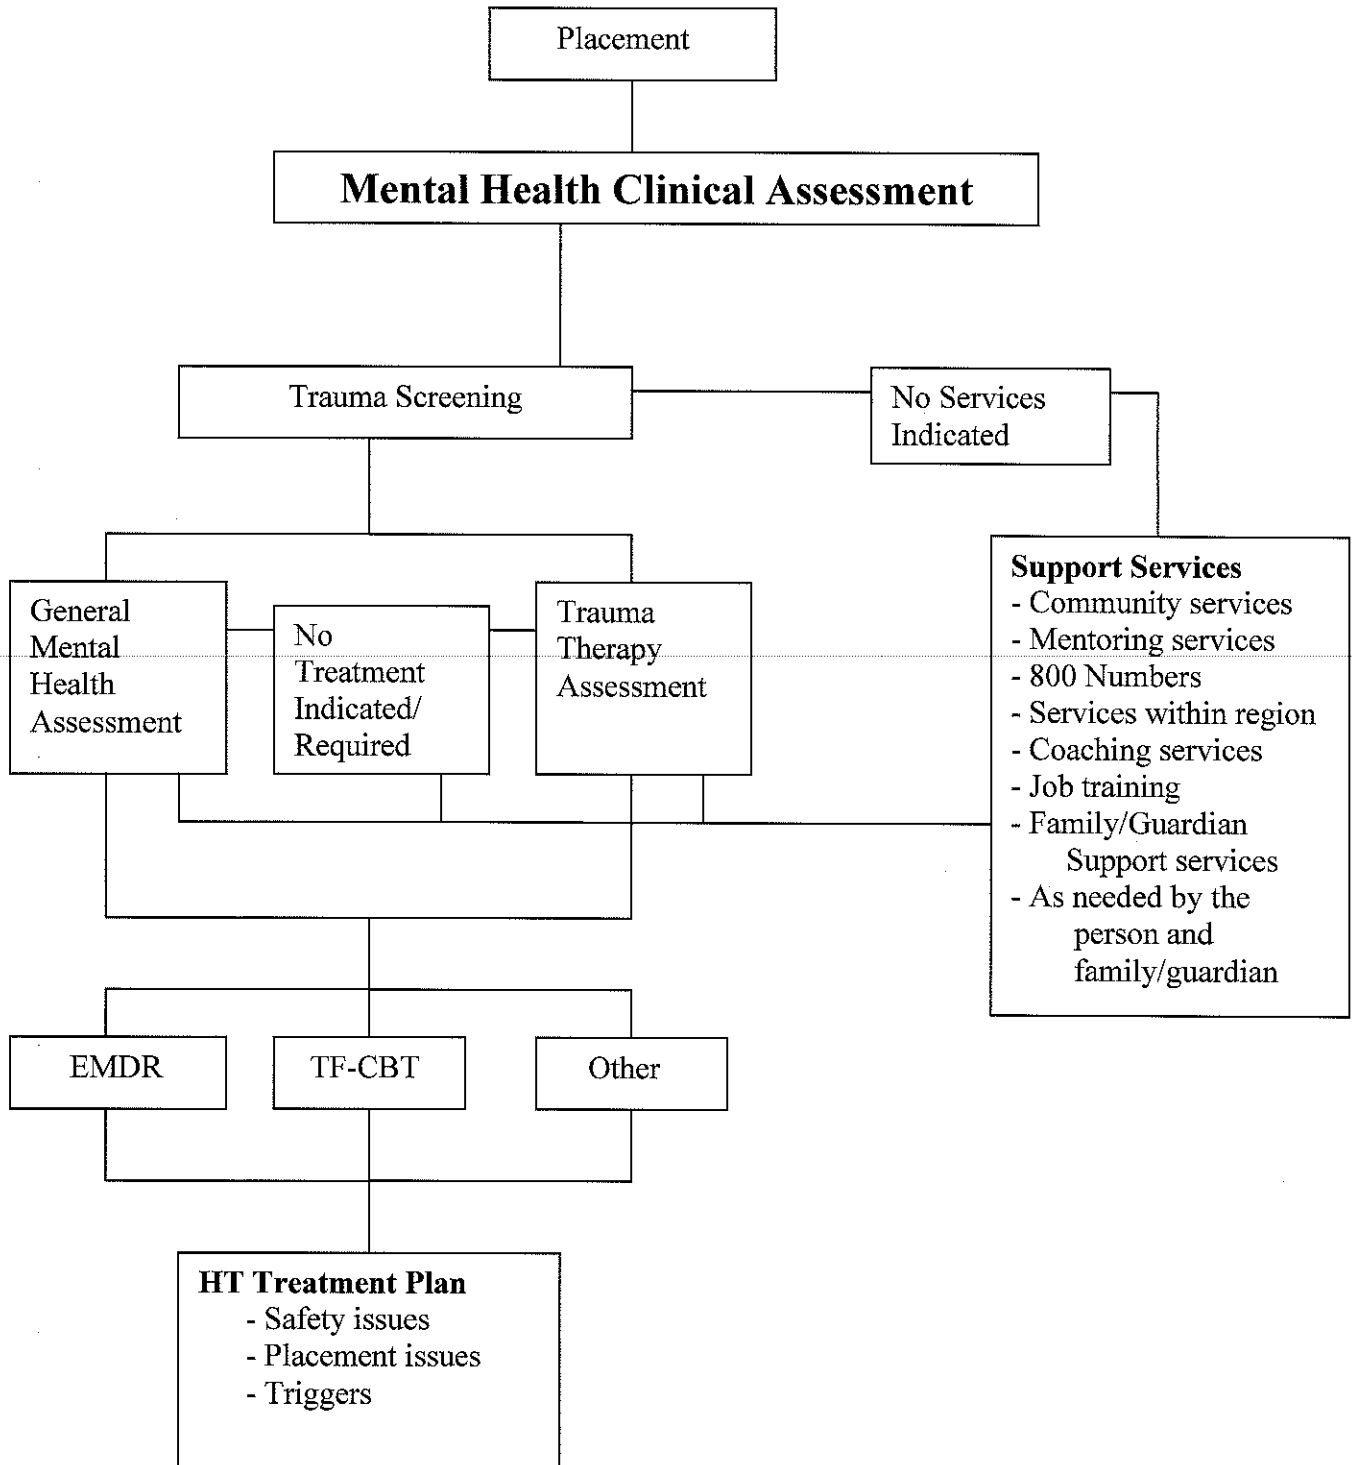 Placement
Mental Health Clinical Assessment
Trauma Screening
No Services
Indicated
General
Mental
Health
Assessment
No
Treatment
Indicated/
Required
Trauma
Therapy
Assessment
Support Services
- Community services
- Mentoring services
- 800 Numbers
- Services within region
- Coaching services
- Job training
- Family/Guardian
Support services
- As needed by the
person and
family/guardian
EMDR
TF-CBT
Other
HT Treatment Plan
- Safety issues
- Placement issues
- Triggers